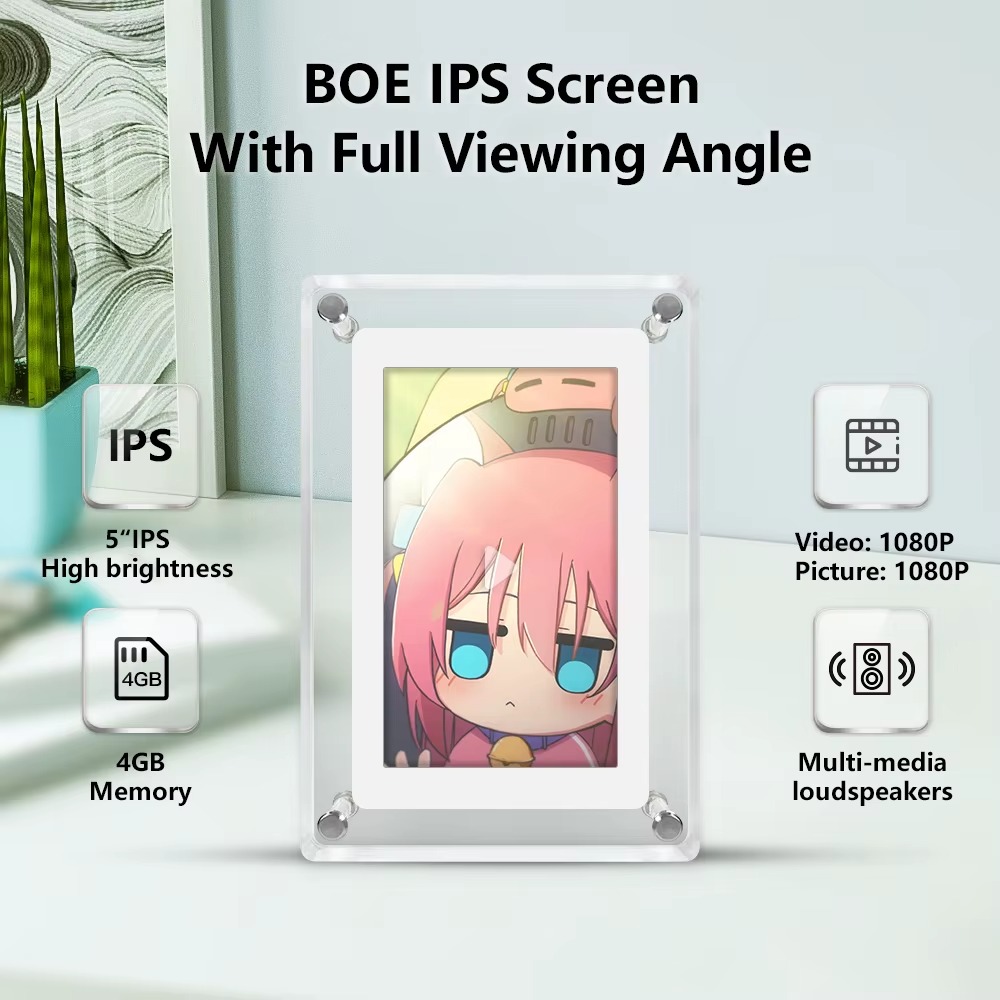 BOE IPS Screen
With Full Viewing Angle
IPS
5“IPS
High brightness
Video: 1080P
Picture: 1080P
4GB
4GB
Memory
Multi-media
loudspeakers